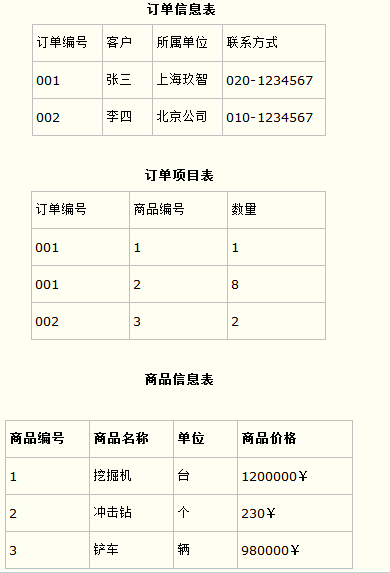 订单信息表
订单编号 客户 所属单位 联系方式
001 张三 上海玖智 020-1234567
002 李四 北京公司 010-1234567
订单项目表
订单编号 商品编号 数量
001 1 1
001 2 8
002 3 2
商品信息表
商品编号 商品名称 单位 商品价格
1 挖掘机 台 1200000￥
2 冲击钻 个 230￥
3 铲车 辆 980000￥